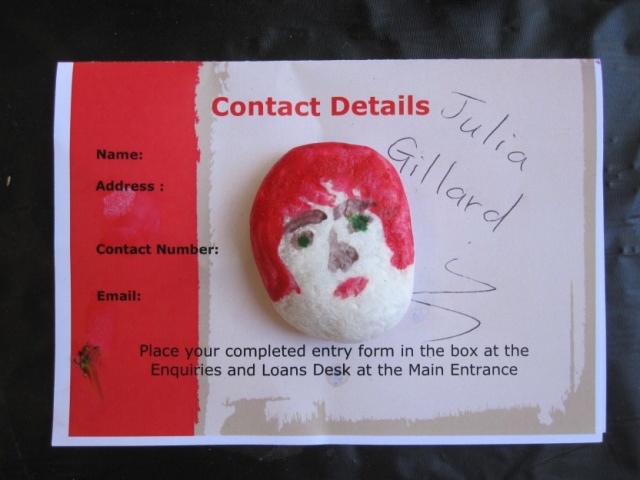 Contact Details
Julia
Gillard
Name:
Address :
Contact Number:
Email:
Place your completed entry form in the box at the
Enquiries and Loans Desk at the Main Entrance